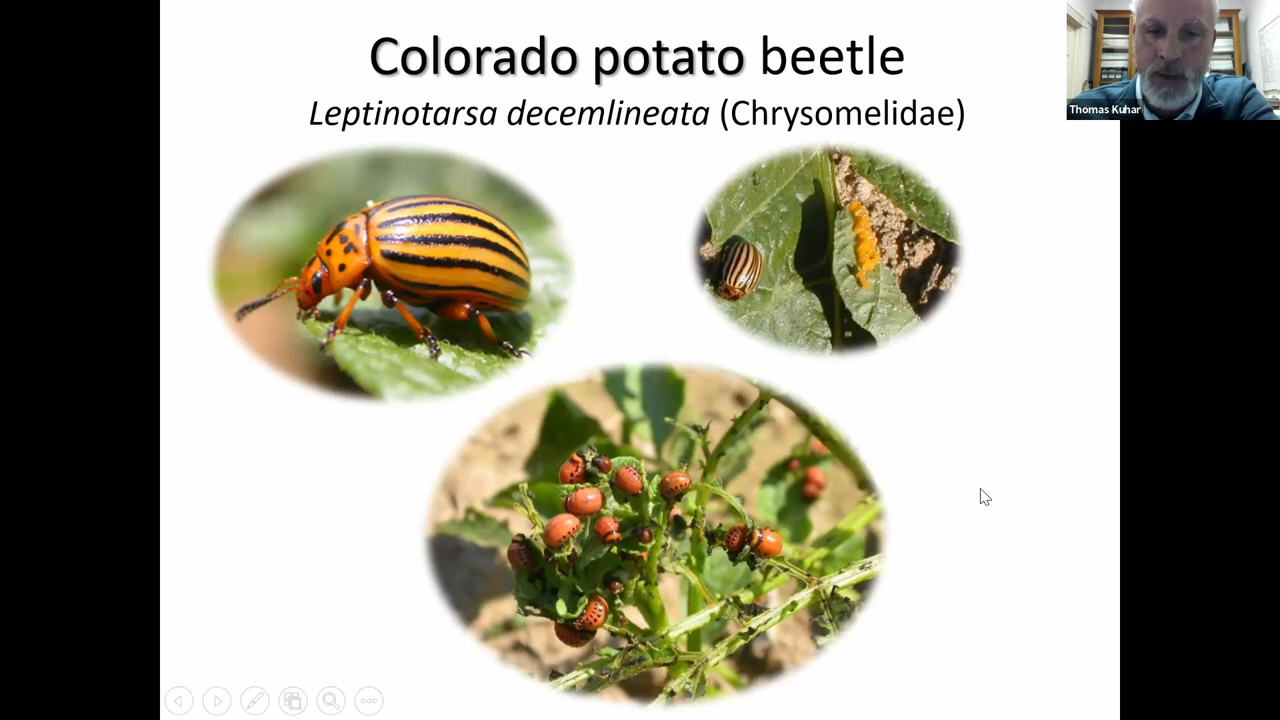 Colorado potato beetle
Leptinotarsa decemlineata (Chrysomelidae)
Thomas Kuhar